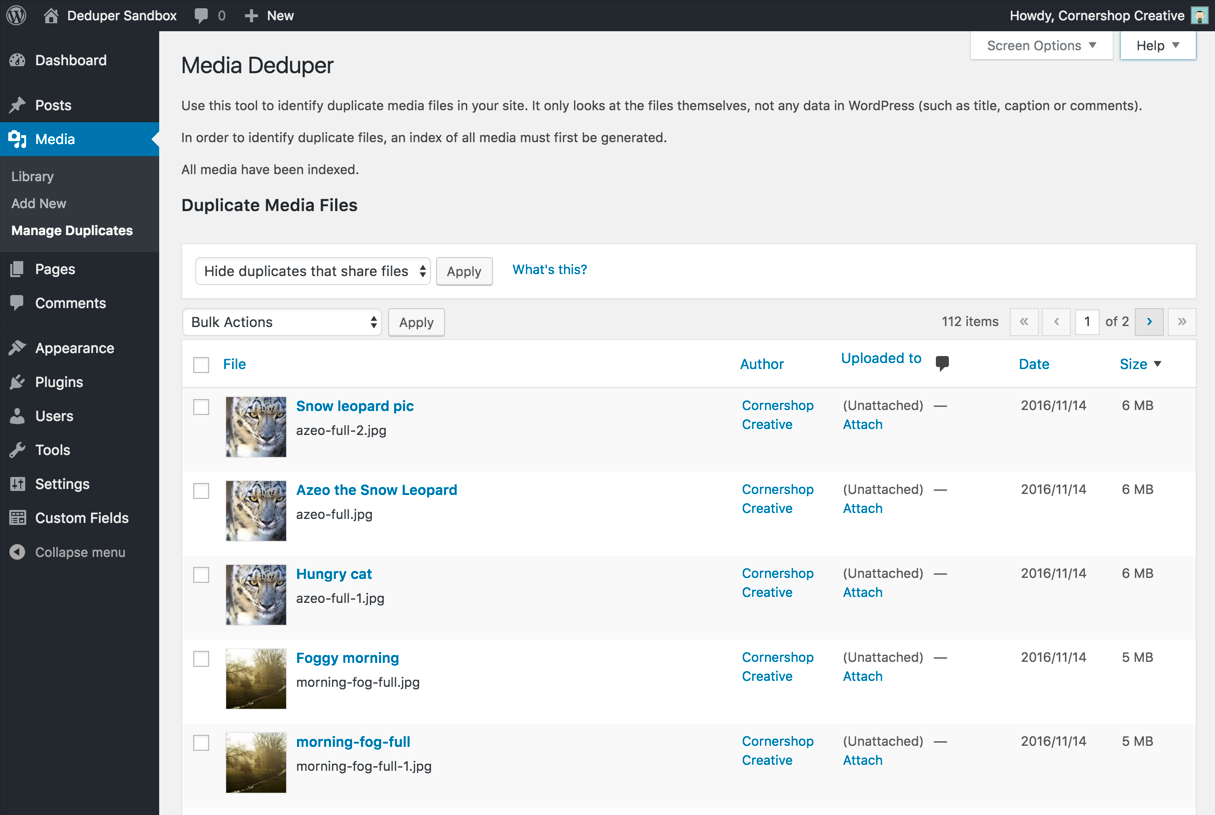 Deduper Sandbox 0 New Howdy, Cornershop Creative
Dashboard
Posts
Media
Library
Add New
Manage Duplicates
Pages
Comments
Appearance
Plugins
Users
Tools
Settings
Custom Fields
Collapse menu
Screen Options ▼ Help ▼
Media Deduper
Use this tool to identify duplicate media files in your site. It only looks at the files themselves, not any data in WordPress (such as title, caption or comments).
In order to identify duplicate files, an index of all media must first be generated.
All media have been indexed.
Duplicate Media Files
Hide duplicates that share files Apply What's this?
Bulk Actions Apply 112 items « ‹ 1 of 2 › »
File Author Uploaded to Date Size ▼
Snow leopard pic Cornershop (Unattached) — 2016/11/14 6 MB
azeo-full-2.jpg Creative Attach
Azeo the Snow Leopard Cornershop (Unattached) — 2016/11/14 6 MB
azeo-full.jpg Creative Attach
Hungry cat Cornershop (Unattached) — 2016/11/14 6 MB
azeo-full-1.jpg Creative Attach
Foggy morning Cornershop (Unattached) — 2016/11/14 5 MB
morning-fog-full.jpg Creative Attach
morning-fog-full Cornershop (Unattached) — 2016/11/14 5 MB
morning-fog-full-1.jpg Creative Attach